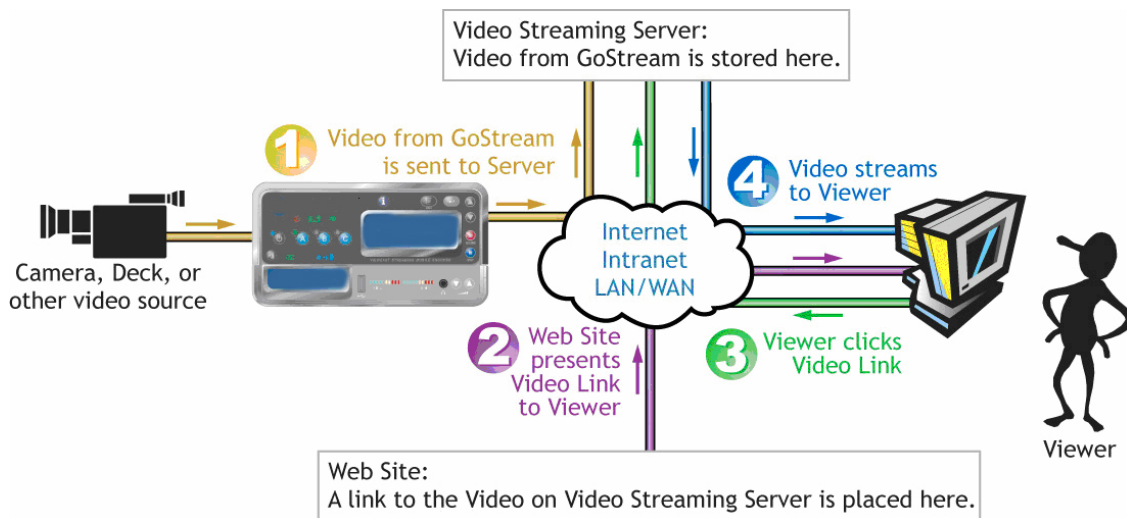 Video Streaming Server:
Video from GoStream is stored here.
1
Video from GoStream
is sent to Server
4
Video streams
to Viewer
Camera, Deck, or
other video source
A
B
C
Internet
Intranet
LAN/WAN
2
Web Site
presents
Video Link
to Viewer
3
Viewer clicks
Video Link
Viewer
Web Site:
A link to the Video on Video Streaming Server is placed here.